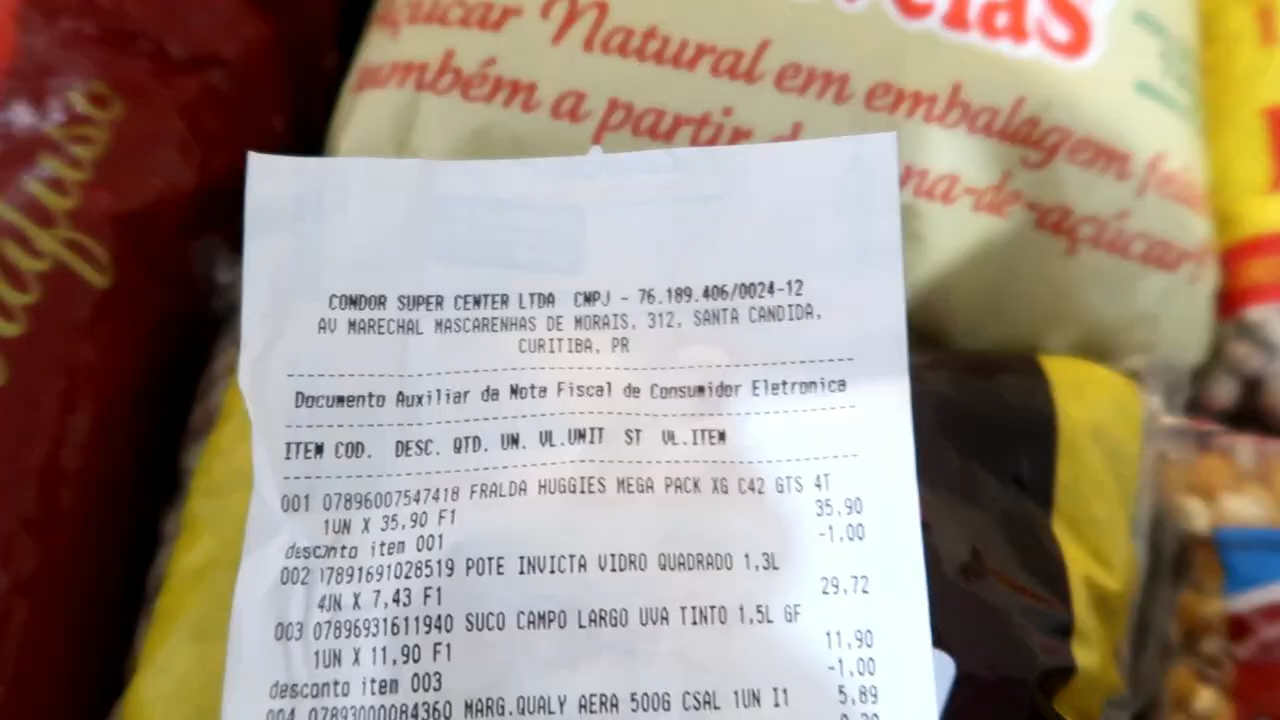 açúcar Natural em embalagem
também a partir
na-de-açúcar!
CONDOR SUPER CENTER LTDA CNPJ - 76.189.406/0024-12
AV MARECHAL MASCARENHAS DE MORAIS, 312, SANTA CANDIDA,
CURITIBA, PR
Documento Auxiliar da Nota Fiscal de Consumidor Eletronica
ITEM COD. DESC. QTD. UN. VL.UNIT ST VL.ITEM
001 07896007547418 FRALDA HUGGIES MEGA PACK XG C42 GTS 4T
1UN X 35,90 F1 35,90
desconto item 001 -1,00
002 17891691028519 POTE INVICTA VIDRO QUADRADO 1,3L
4UN X 7,43 F1 29,72
003 07896931611940 SUCO CAMPO LARGO UVA TINTO 1,5L GF
1UN X 11,90 F1 11,90
desconto item 003 -1,00
004 07893000084360 MARG.QUALY AERA 500G CSAL 1UN I1 5,89